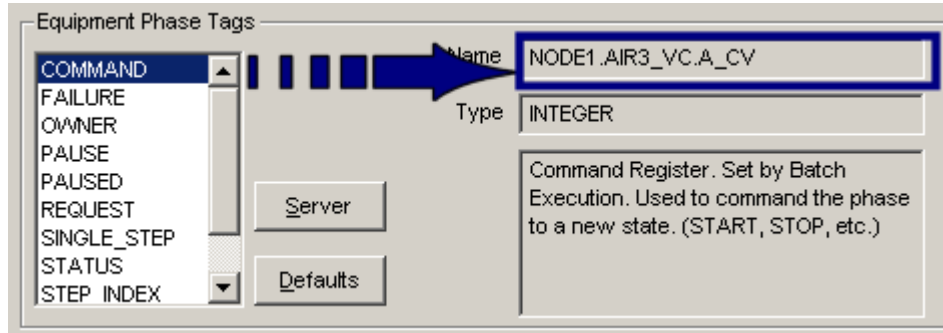 Equipment Phase Tags
COMMAND
FAILURE
OWNER
PAUSE
PAUSED
REQUEST
SINGLE_STEP
STATUS
STEP_INDEX
Server
Defaults
Name
NODE1.AIR3_VC.A_CV
Type
INTEGER
Command Register. Set by Batch
Execution. Used to command the phase
to a new state. (START, STOP, etc.)